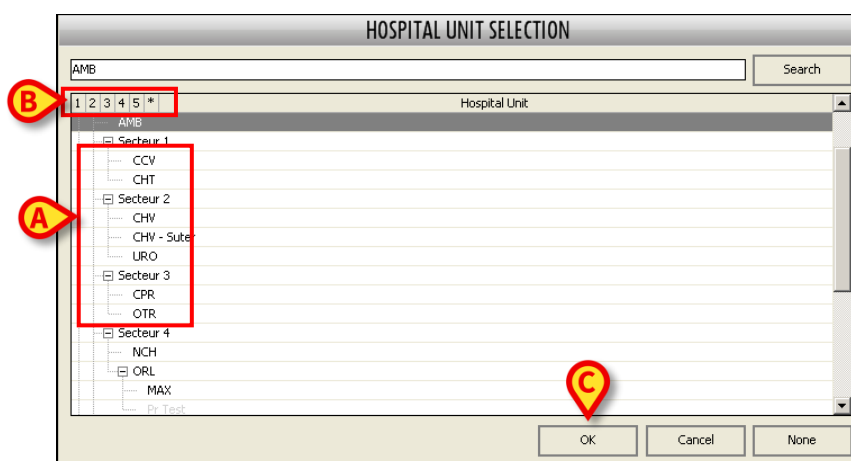 HOSPITAL UNIT SELECTION
AMB
Search
B
1 2 3 4 5 * Hospital Unit
AMB
Secteur 1
CCV
CHT
Secteur 2
A
CHV
CHV - Suter
URO
Secteur 3
CPR
OTR
Secteur 4
NCH
ORL
C
MAX
Pr Test
OK Cancel None